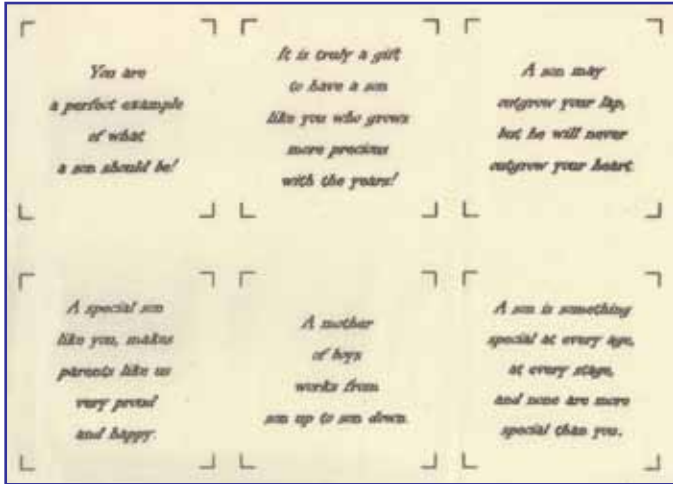 You are
a perfect example
of what
a son should be!
It is truly a gift
to have a son
like you who grows
more precious
with the years!
A son may
outgrow your lap,
but he will never
outgrow your heart.
A special son
like you, makes
parents like us
very proud
and happy.
A mother
of boys
works from
son up to son down.
A son is something
special at every age,
at every stage,
and none are more
special than you.